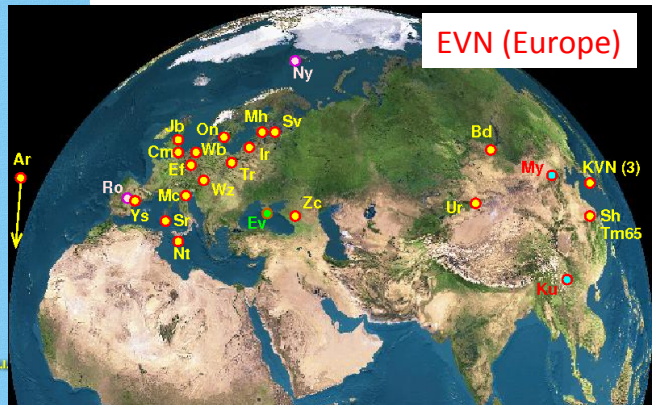 EVN (Europe)
Ny
Jb
On
Mh
Sv
Cm
Wb
Ir
Bd
Ef
Tr
My
KVN (3)
Ar
Ro
Mc
Wz
Ys
Sr
Ev
Zc
Ur
Sh
Tm65
Nt
Ku